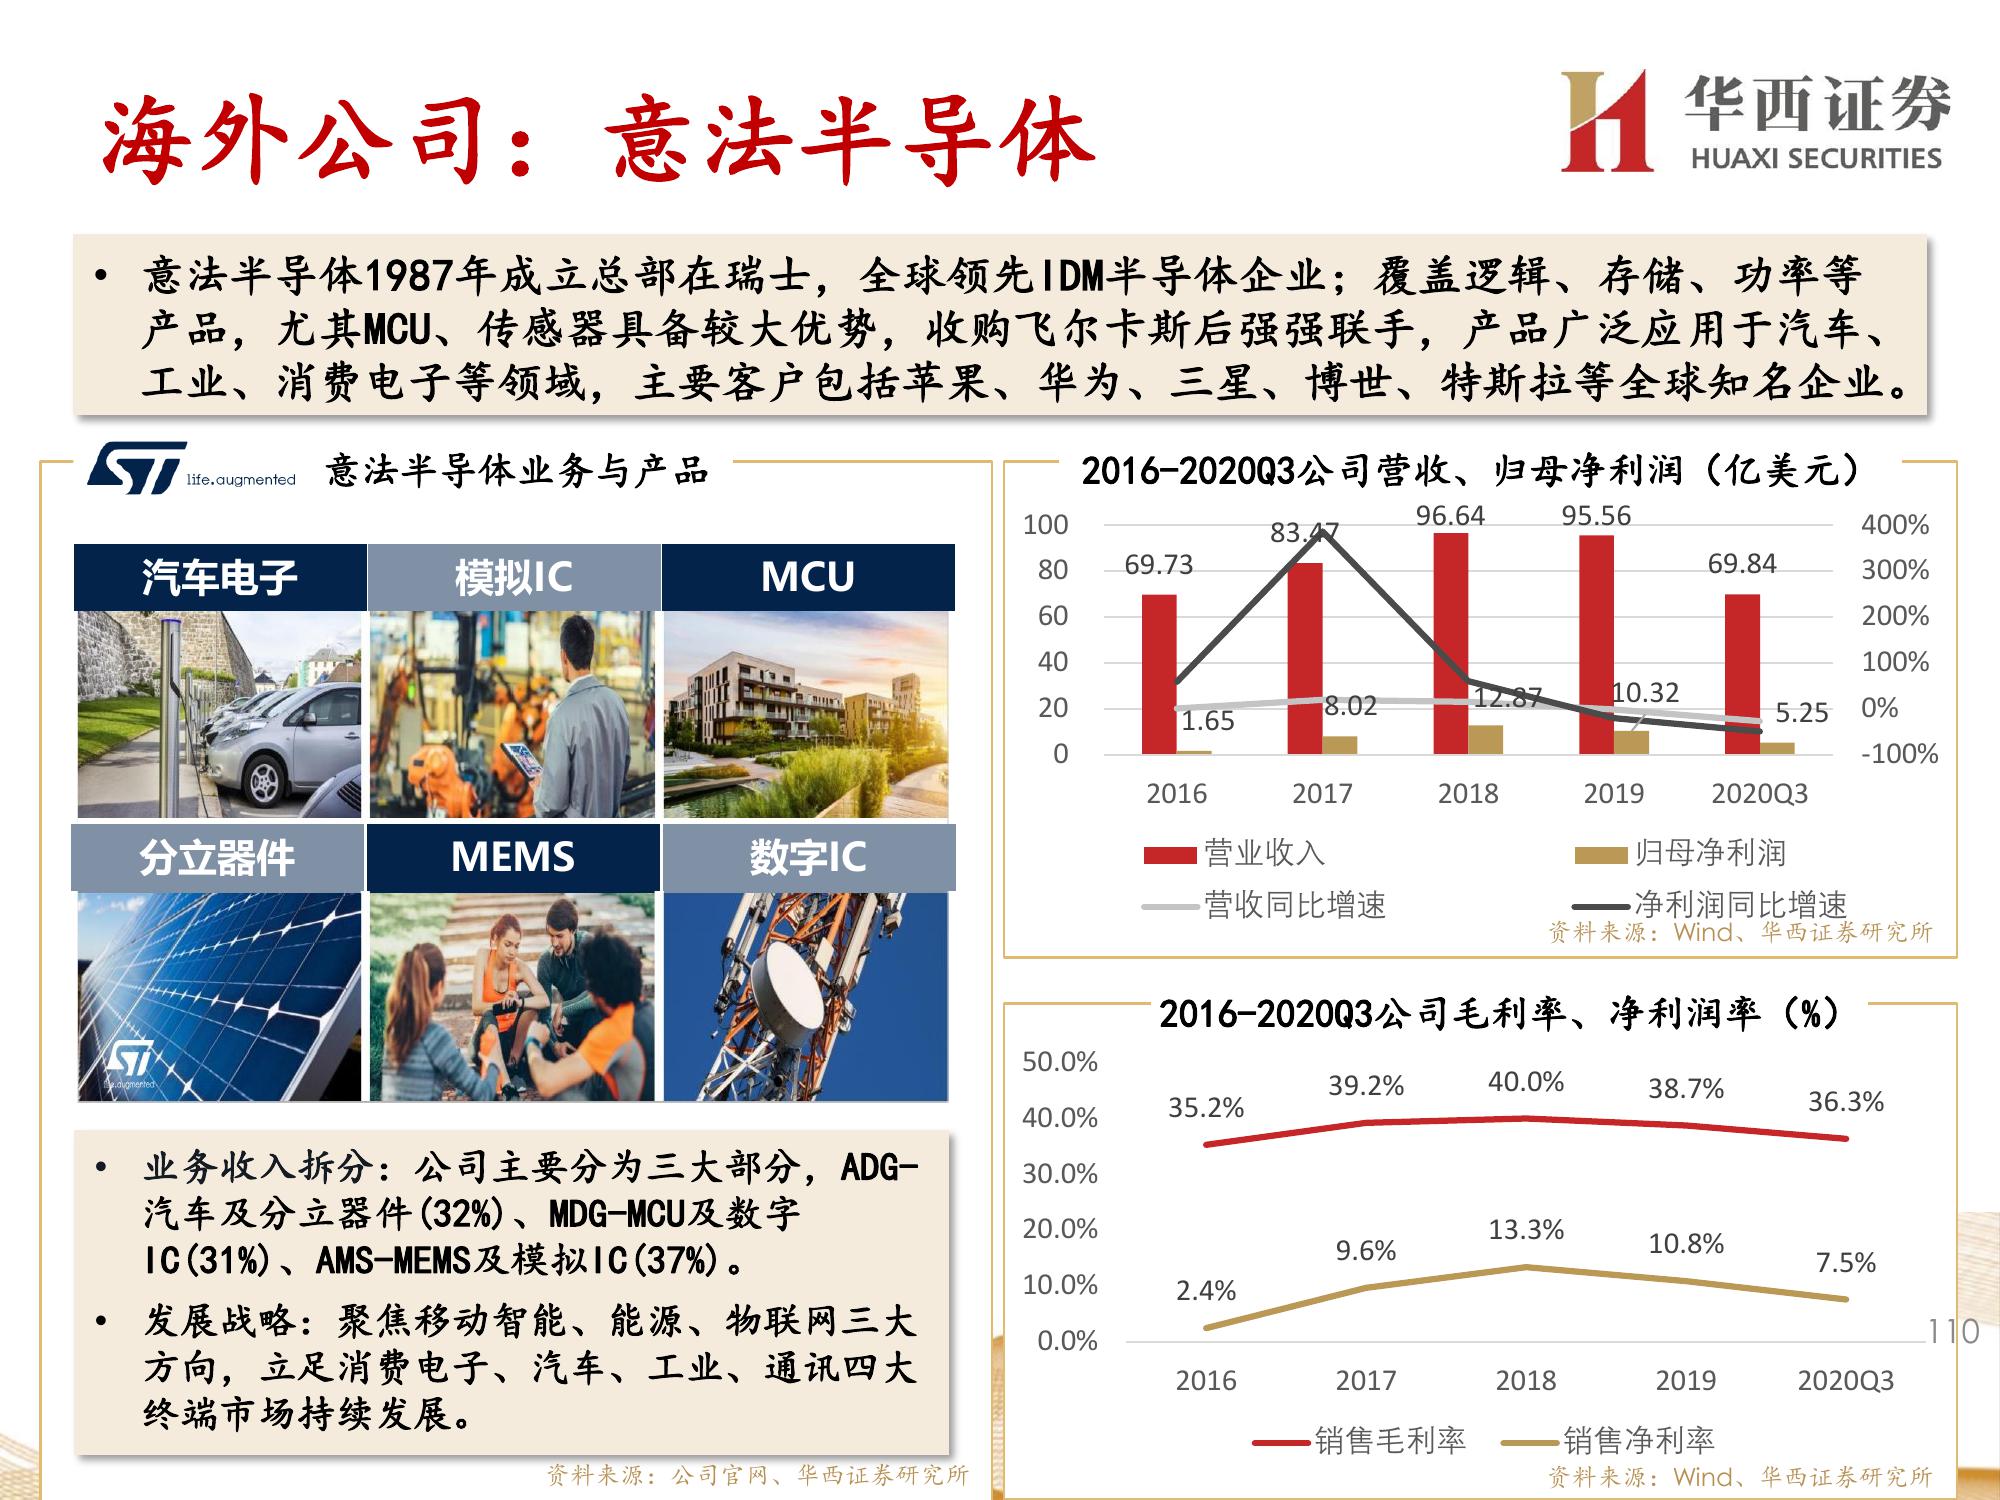 海外公司：意法半导体
华西证券
HUAXI SECURITIES
• 意法半导体1987年成立总部在瑞士，全球领先IDM半导体企业；覆盖逻辑、存储、功率等
产品，尤其MCU、传感器具备较大优势，收购飞尔卡斯后强强联手，产品广泛应用于汽车、
工业、消费电子等领域，主要客户包括苹果、华为、三星、博世、特斯拉等全球知名企业。
ST life.augmented
意法半导体业务与产品
汽车电子 模拟IC MCU
分立器件 MEMS 数字IC
ST
life.augmented
• 业务收入拆分：公司主要分为三大部分，ADG-
汽车及分立器件(32%)、MDG-MCU及数字
IC(31%)、AMS-MEMS及模拟IC(37%)。
• 发展战略：聚焦移动智能、能源、物联网三大
方向，立足消费电子、汽车、工业、通讯四大
终端市场持续发展。
资料来源：公司官网、华西证券研究所
2016-2020Q3公司营收、归母净利润（亿美元）
100 80 60 40 20 0
400% 300% 200% 100% 0% -100%
69.73 83.47 96.64 95.56 69.84
1.65 8.02 12.87 10.32 5.25
2016 2017 2018 2019 2020Q3
营业收入 归母净利润
营收同比增速 净利润同比增速
资料来源：Wind、华西证券研究所
2016-2020Q3公司毛利率、净利润率（%）
50.0% 40.0% 30.0% 20.0% 10.0% 0.0%
35.2% 39.2% 40.0% 38.7% 36.3%
2.4% 9.6% 13.3% 10.8% 7.5%
2016 2017 2018 2019 2020Q3
销售毛利率 销售净利率
资料来源：Wind、华西证券研究所
110